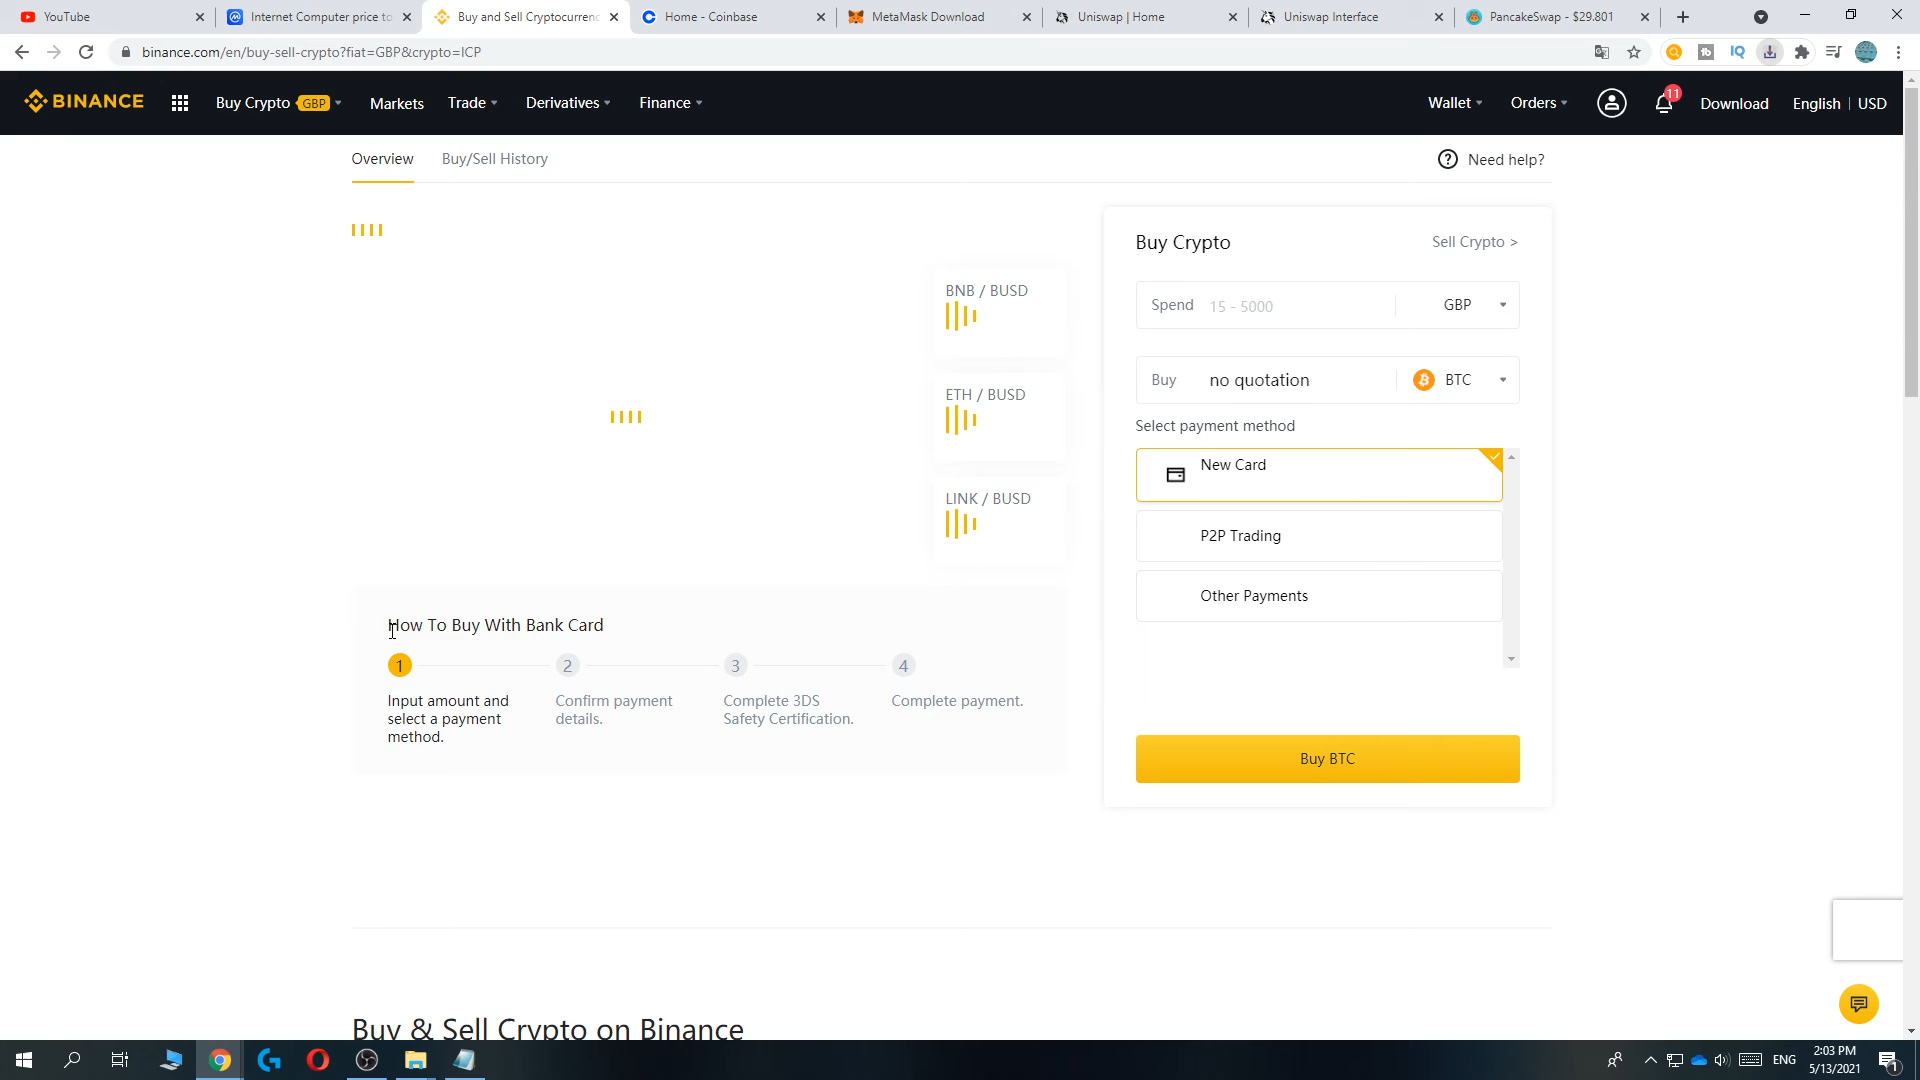 YouTube
Internet Computer price to
Buy and Sell Cryptocurrenc
Home - Coinbase
MetaMask Download
Uniswap | Home
Uniswap Interface
PancakeSwap - $29.801
binance.com/en/buy-sell-crypto?fiat=GBP&crypto=ICP
BINANCE
Buy Crypto GBP
Markets
Trade
Derivatives
Finance
Wallet
Orders
11
Download
English | USD
Overview
Buy/Sell History
Need help?
Buy Crypto
Sell Crypto >
BNB / BUSD
Spend 15 - 5000 GBP
Buy no quotation BTC
ETH / BUSD
Select payment method
New Card
LINK / BUSD
P2P Trading
Other Payments
How To Buy With Bank Card
1 2 3 4
Input amount and
select a payment
method.
Confirm payment
details.
Complete 3DS
Safety Certification.
Complete payment.
Buy BTC
Buy & Sell Crypto on Binance
ENG
2:03 PM
5/13/2021
1